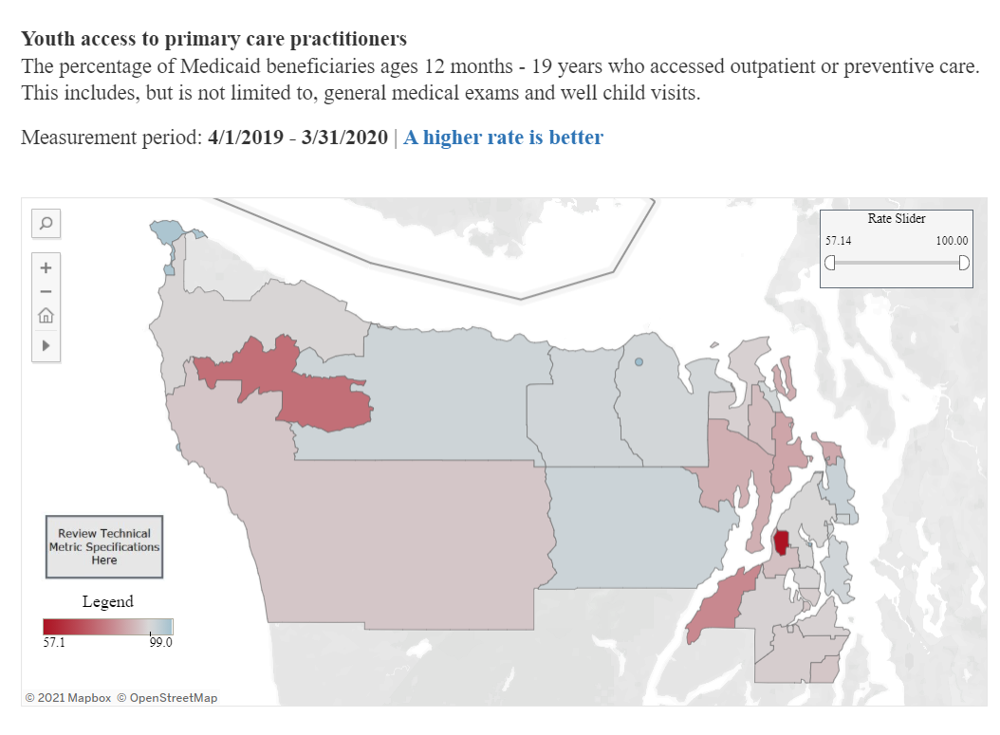 Youth access to primary care practitioners
The percentage of Medicaid beneficiaries ages 12 months - 19 years who accessed outpatient or preventive care.
This includes, but is not limited to, general medical exams and well child visits.
Measurement period: 4/1/2019 - 3/31/2020 | A higher rate is better
Rate Slider
57.14 100.00
Review Technical
Metric Specifications
Here
Legend
57.1 99.0
© 2021 Mapbox © OpenStreetMap